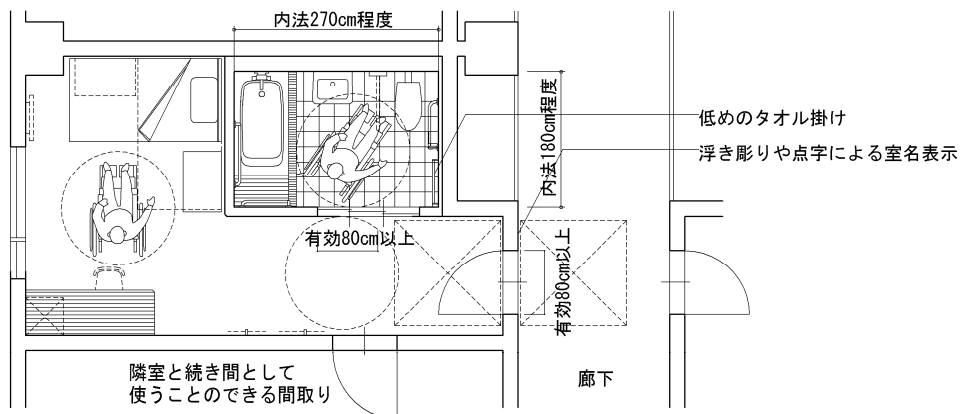 内法270cm程度
内法180cm程度
低めのタオル掛け
浮き彫りや点字による室名表示
有効80cm以上
有効80cm以上
隣室と続き間として
使うことのできる間取り
廊下